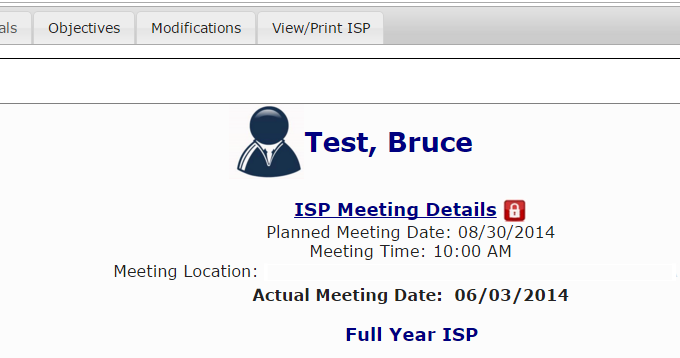 als Objectives Modifications View/Print ISP
Test, Bruce
ISP Meeting Details
Planned Meeting Date: 08/30/2014
Meeting Time: 10:00 AM
Meeting Location:
Actual Meeting Date: 06/03/2014
Full Year ISP